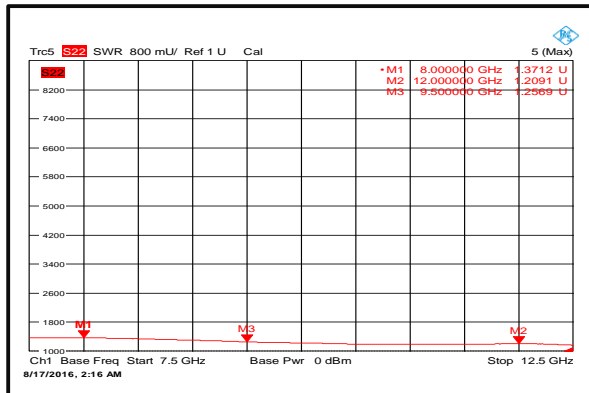 Trc5 S22 SWR 800 mU/ Ref 1 U Cal 5 (Max)
S22
•M1 8.000000 GHz 1.3712 U
M2 12.000000 GHz 1.2091 U
M3 9.500000 GHz 1.2569 U
8200
7400
6600
5800
5000
4200
3400
2600
1800
1000
M1
M3
M2
Ch1 Base Freq Start 7.5 GHz Base Pwr 0 dBm Stop 12.5 GHz
8/17/2016, 2:16 AM